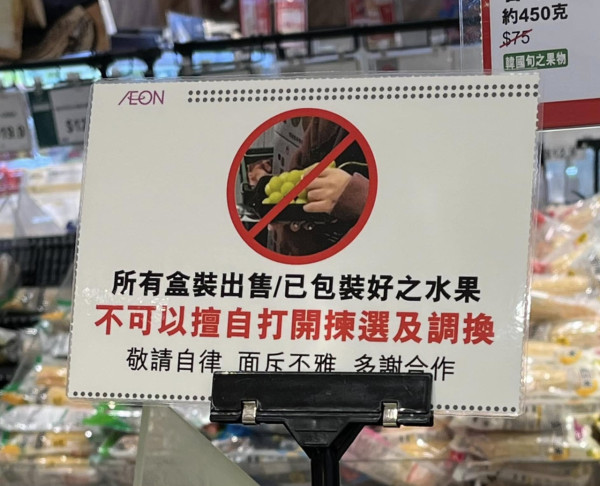 約450克
$75
韓國旬之果物
ÆON
所有盒裝出售/已包裝好之水果
不可以擅自打開揀選及調換
敬請自律 面斥不雅 多謝合作